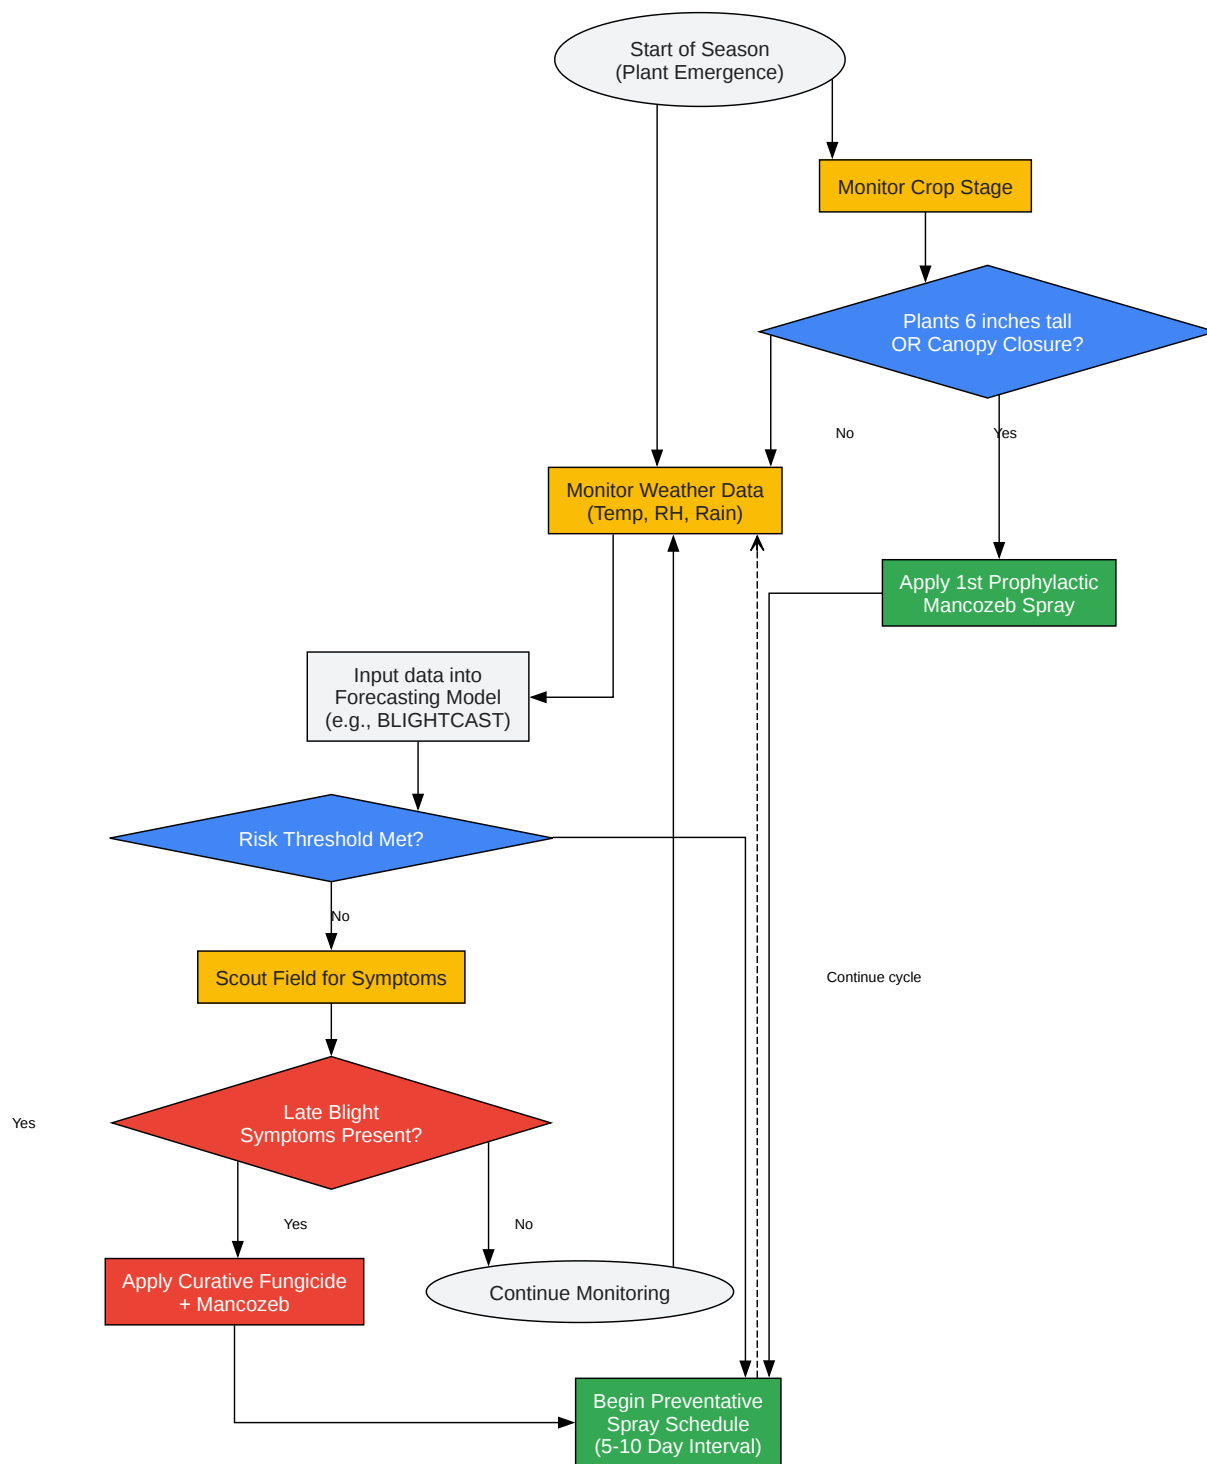 Start of Season
(Plant Emergence)
Monitor Crop Stage
Plants 6 inches tall
OR Canopy Closure?
No
Yes
Monitor Weather Data
(Temp, RH, Rain)
Apply 1st Prophylactic
Mancozeb Spray
Input data into
Forecasting Model
(e.g., BLIGHTCAST)
Risk Threshold Met?
No
Scout Field for Symptoms
Continue cycle
Late Blight
Symptoms Present?
Yes
Yes
No
Apply Curative Fungicide
+ Mancozeb
Continue Monitoring
Begin Preventative
Spray Schedule
(5-10 Day Interval)